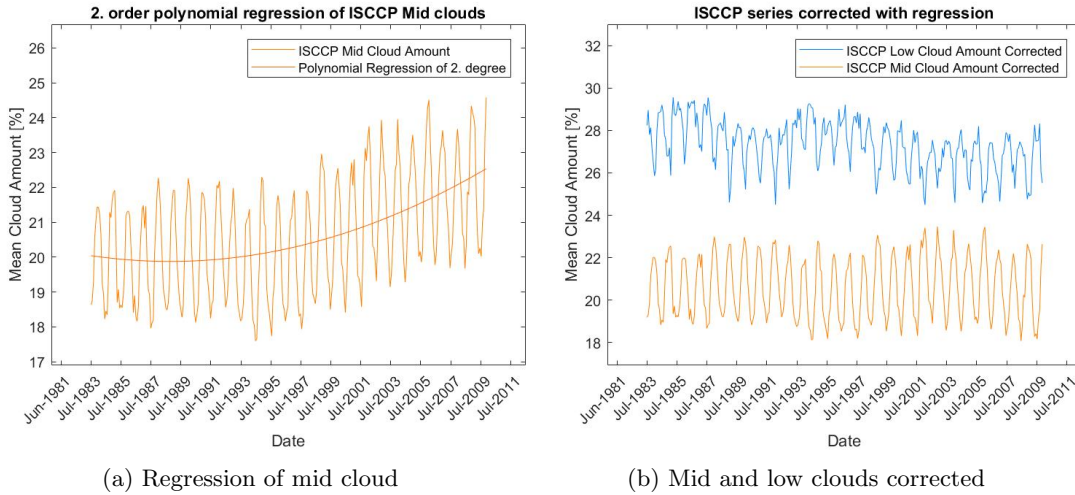 2. order polynomial regression of ISCCP Mid clouds
ISCCP Mid Cloud Amount
Polynomial Regression of 2. degree
Mean Cloud Amount [%]
26
25
24
23
22
21
20
19
18
17
Jun-1981
Jul-1983
Jul-1985
Jul-1987
Jul-1989
Jul-1991
Jul-1993
Jul-1995
Jul-1997
Jul-1999
Jul-2001
Jul-2003
Jul-2005
Jul-2007
Jul-2009
Jul-2011
Date
(a) Regression of mid cloud
ISCCP series corrected with regression
ISCCP Low Cloud Amount Corrected
ISCCP Mid Cloud Amount Corrected
Mean Cloud Amount [%]
32
30
28
26
24
22
20
18
Jun-1981
Jul-1983
Jul-1985
Jul-1987
Jul-1989
Jul-1991
Jul-1993
Jul-1995
Jul-1997
Jul-1999
Jul-2001
Jul-2003
Jul-2005
Jul-2007
Jul-2009
Jul-2011
Date
(b) Mid and low clouds corrected